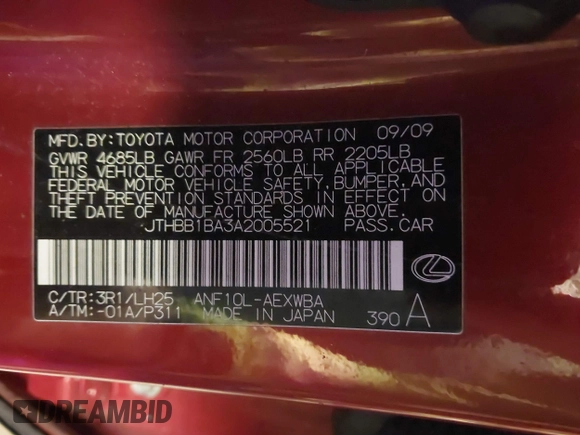 MFD. BY: TOYOTA MOTOR CORPORATION 09/09
GVWR 4685LB GAWR FR 2560LB RR 2205LB
THIS VEHICLE CONFORMS TO ALL APPLICABLE
FEDERAL MOTOR VEHICLE SAFETY, BUMPER, AND
THEFT PREVENTION STANDARDS IN EFFECT ON
THE DATE OF MANUFACTURE SHOWN ABOVE.
JTHBB1BA3A2005521 PASS. CAR
C/TR: 3R1/LH25 ANF10L-AEXWBA
A/TM: -01A/P311 MADE IN JAPAN 390 A
DREAMBID